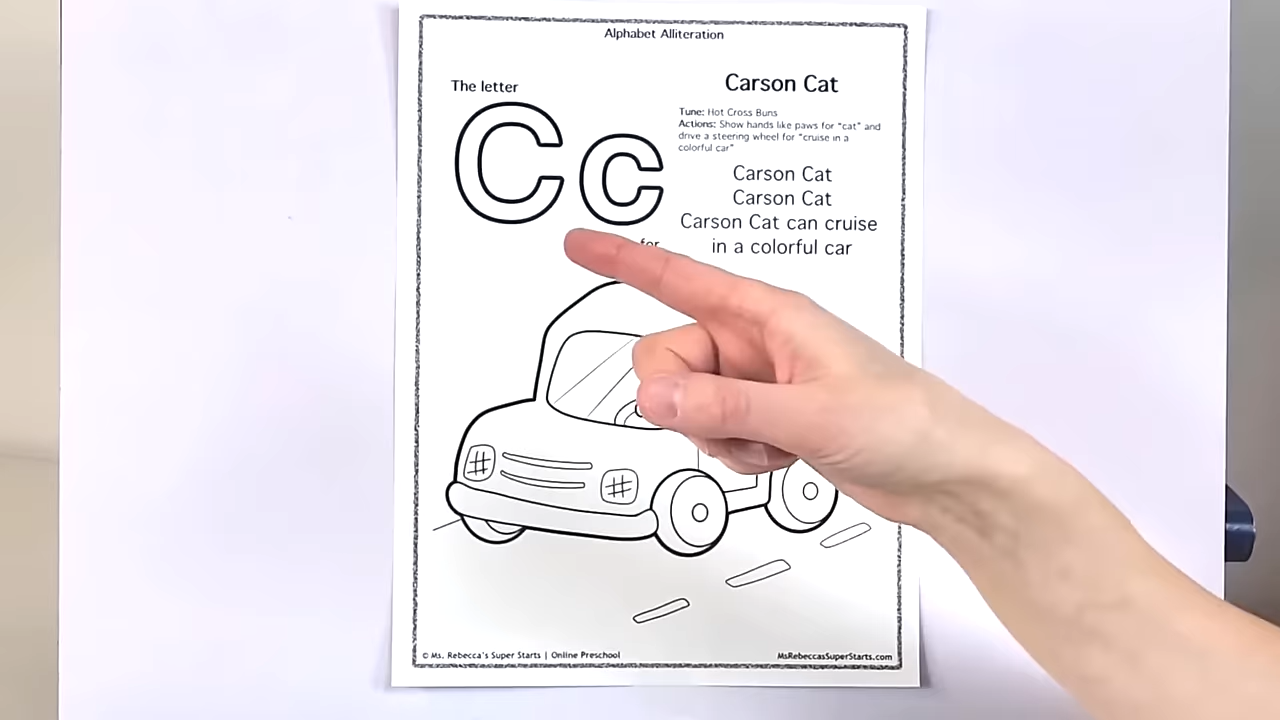 Alphabet Alliteration
The letter
Cc
for
Carson Cat
Tune: Hot Cross Buns
Actions: Show hands like paws for "cat" and
drive a steering wheel for "cruise in a
colorful car"
Carson Cat
Carson Cat
Carson Cat can cruise
in a colorful car
© Ms. Rebecca's Super Starts | Online Preschool
MsRebeccasSuperStarts.com